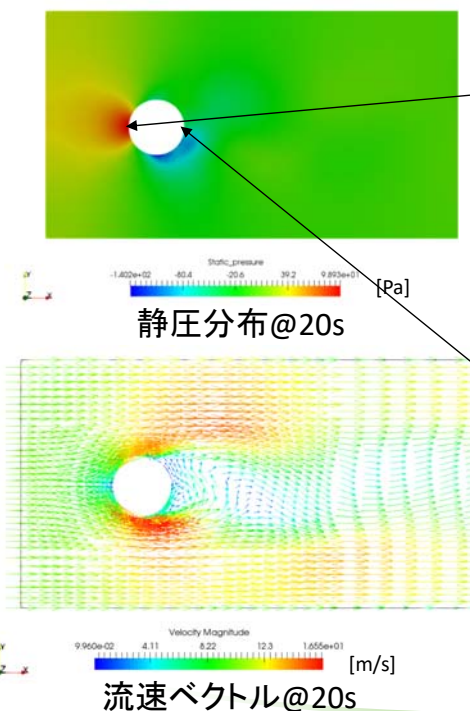 Static_pressure
-1.402e+02 -80.4 -20.6 39.2 9.893e+01
[Pa]
Y
Z X
静圧分布@20s
Velocity Magnitude
9.960e-02 4.11 8.22 12.3 1.655e+01
[m/s]
Y
Z X
流速ベクトル@20s